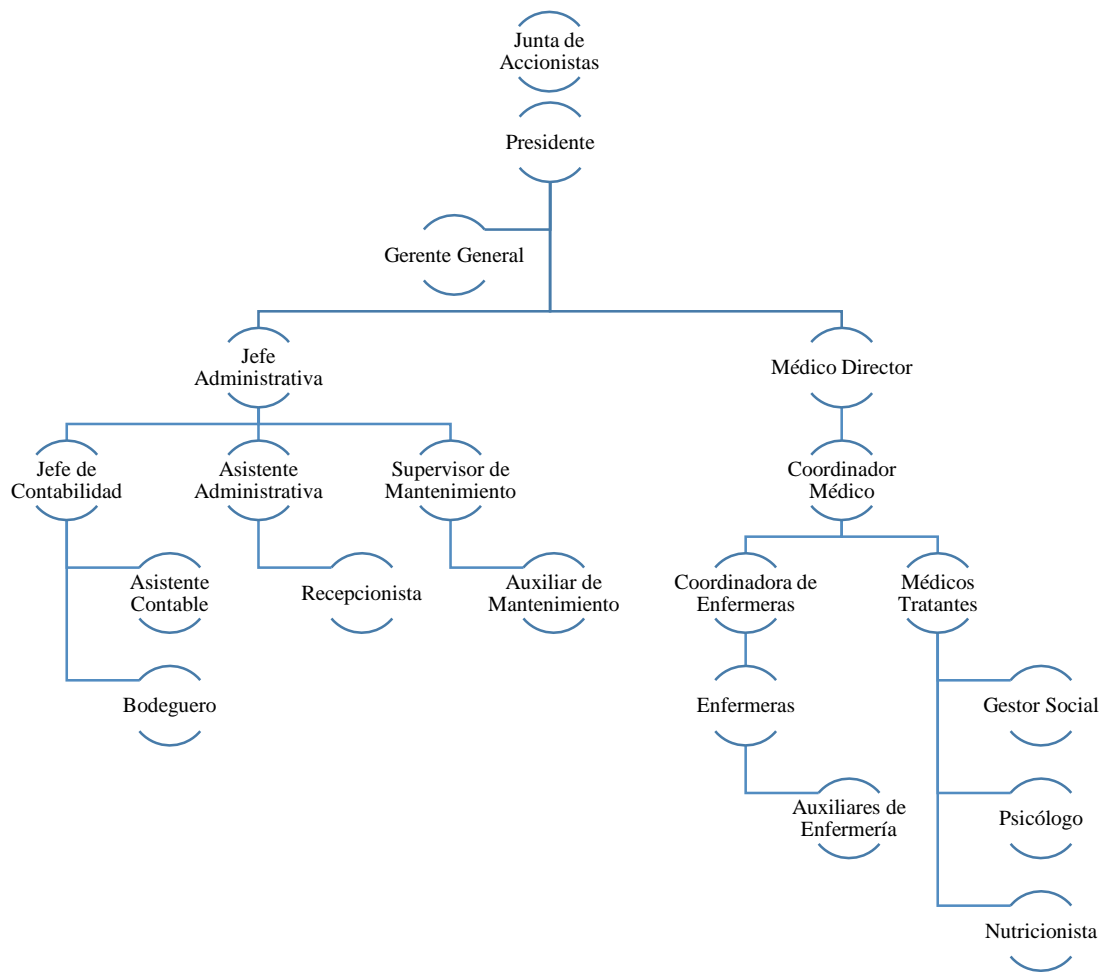 Junta de
Accionistas
Presidente
Gerente General
Jefe
Administrativa
Médico Director
Jefe de
Contabilidad
Asistente
Administrativa
Supervisor de
Mantenimiento
Coordinador
Médico
Asistente
Contable
Recepcionista
Auxiliar de
Mantenimiento
Coordinadora de
Enfermeras
Médicos
Tratantes
Bodeguero
Enfermeras
Gestor Social
Auxiliares de
Enfermería
Psicólogo
Nutricionista